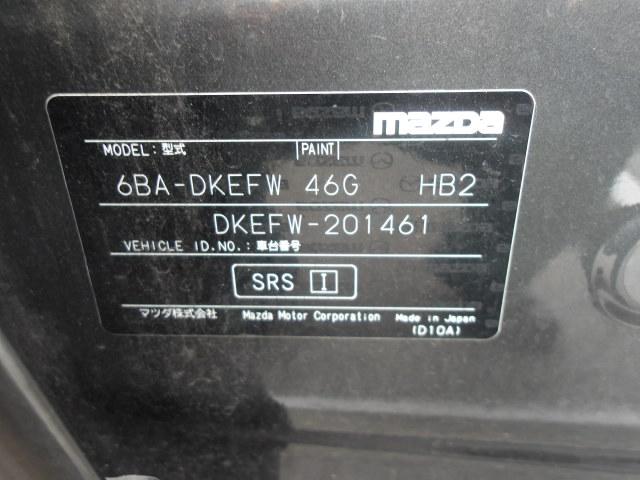 mazda
MODEL: 型式 PAINT
6BA-DKEFW 46G HB2
DKEFW-201461
VEHICLE ID.NO.: 車台番号
SRS I
マツダ株式会社 Mazda Motor Corporation Made in Japan
(D10A)